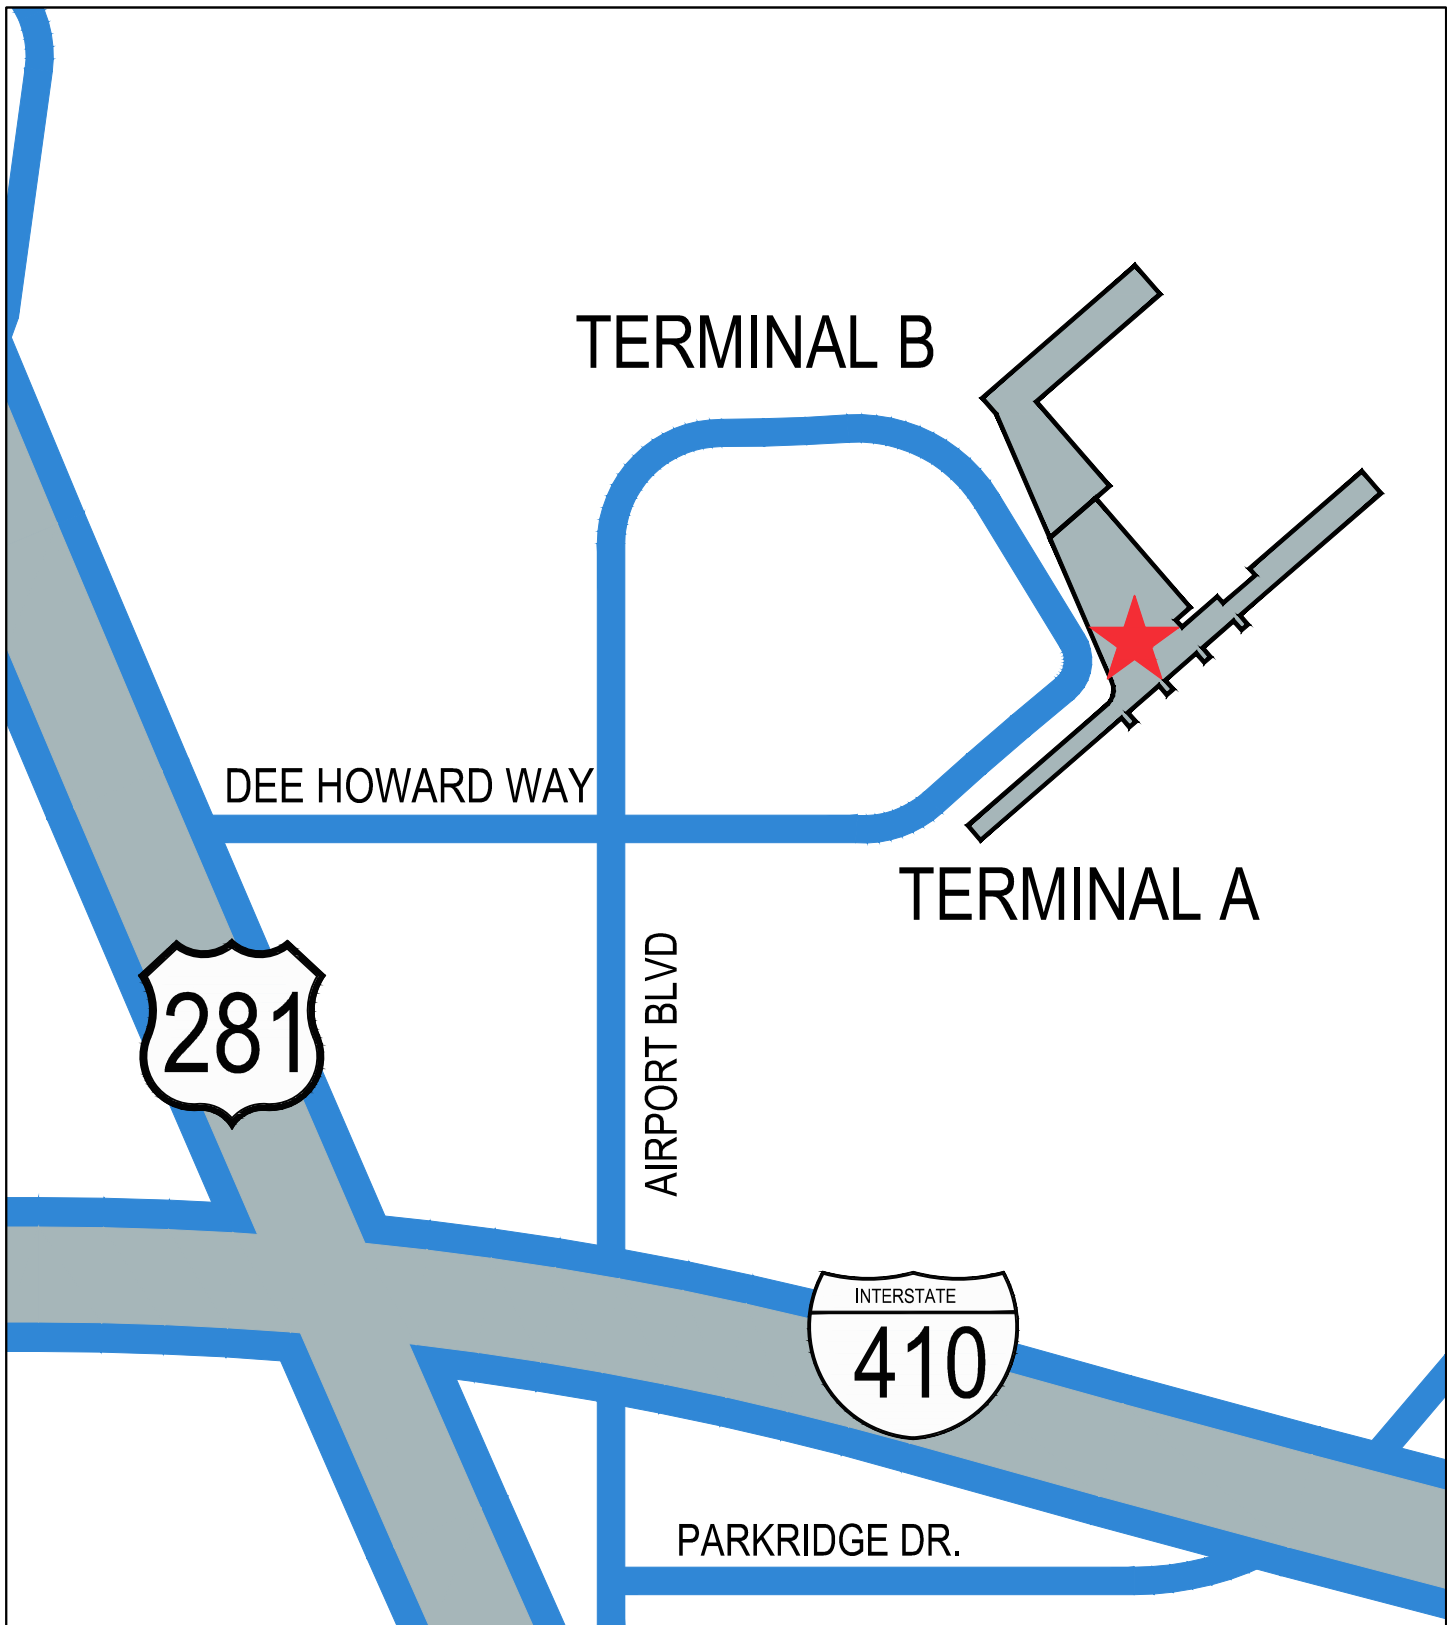 TERMINAL B
DEE HOWARD WAY
TERMINAL A
AIRPORT BLVD
281
INTERSTATE
410
PARKRIDGE DR.